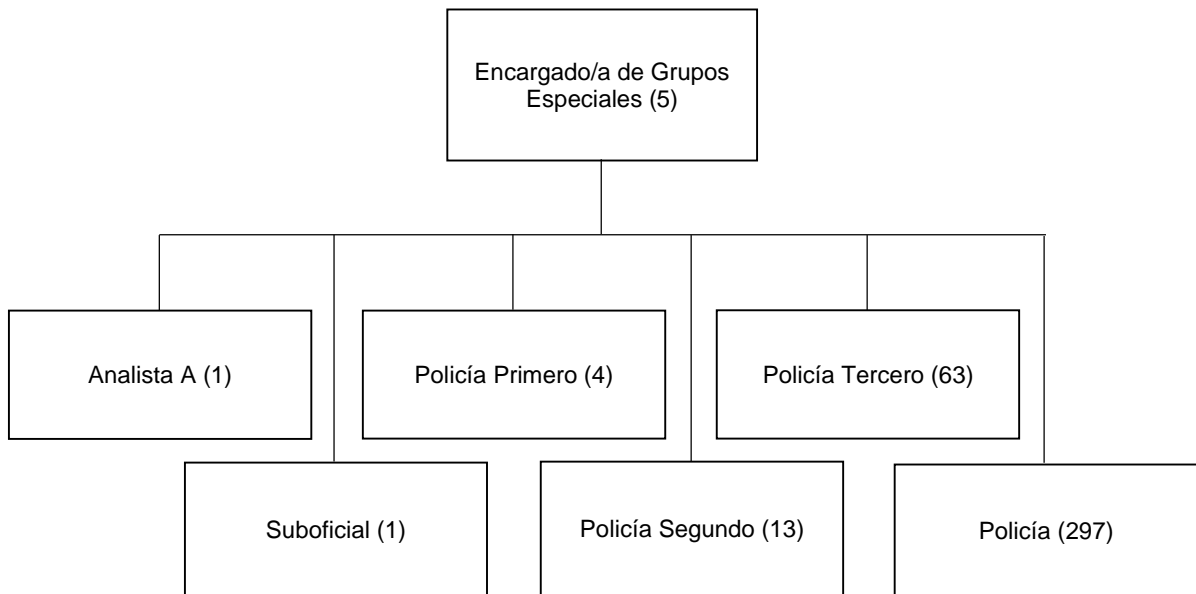 Encargado/a de Grupos
Especiales (5)
Analista A (1)
Policía Primero (4)
Policía Tercero (63)
Suboficial (1)
Policía Segundo (13)
Policía (297)